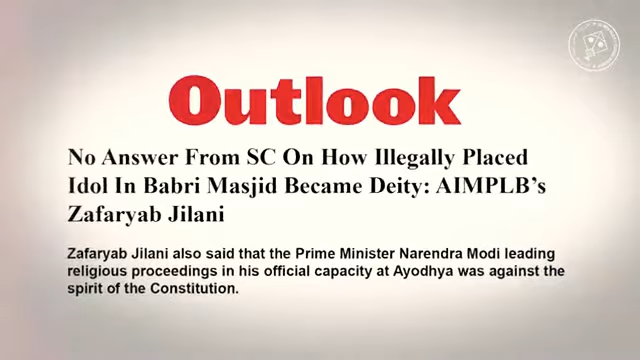 Outlook
No Answer From SC On How Illegally Placed
Idol In Babri Masjid Became Deity: AIMPLB's
Zafaryab Jilani
Zafaryab Jilani also said that the Prime Minister Narendra Modi leading
religious proceedings in his official capacity at Ayodhya was against the
spirit of the Constitution.